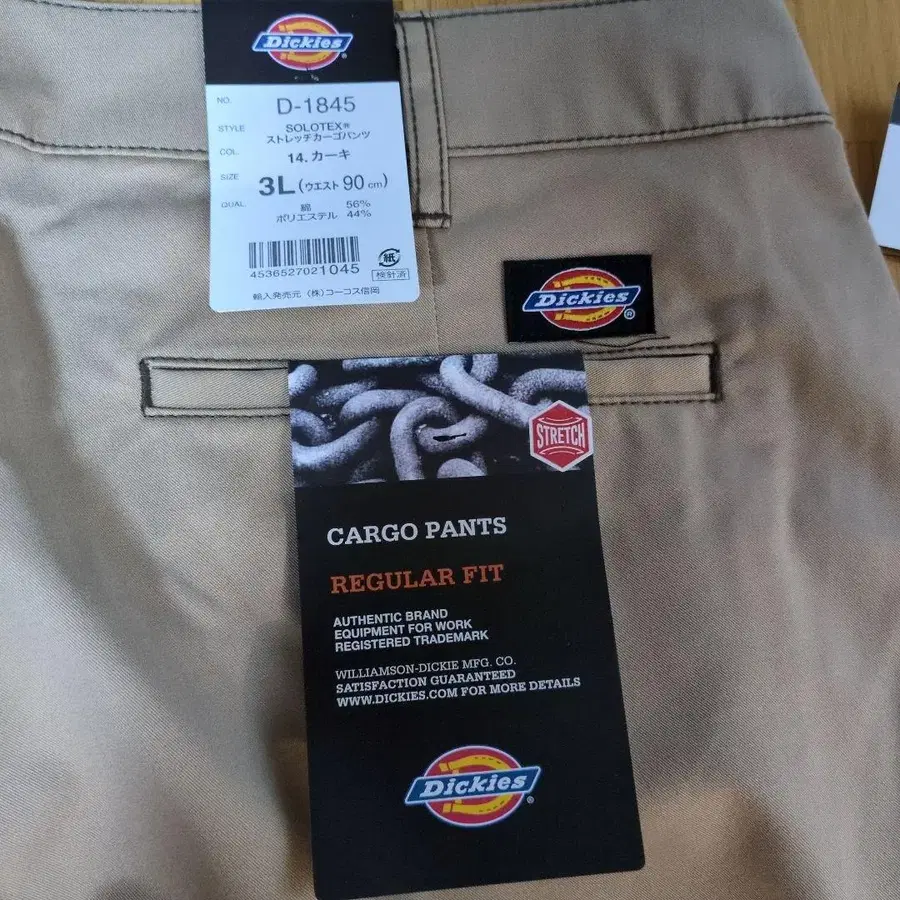 Dickies®
NO. D-1845
STYLE SOLOTEX®
ストレッチカーゴパンツ
COL. 14. カーキ
SIZE 3L (ウエスト 90 cm)
QUAL. 綿 56%
ポリエステル 44%
4536527021045
紙
検針済
輸入発売元 (株)コーコス信岡
Dickies®
STRETCH
CARGO PANTS
REGULAR FIT
AUTHENTIC BRAND
EQUIPMENT FOR WORK
REGISTERED TRADEMARK
WILLIAMSON-DICKIE MFG. CO.
SATISFACTION GUARANTEED
WWW.DICKIES.COM FOR MORE DETAILS
Dickies®